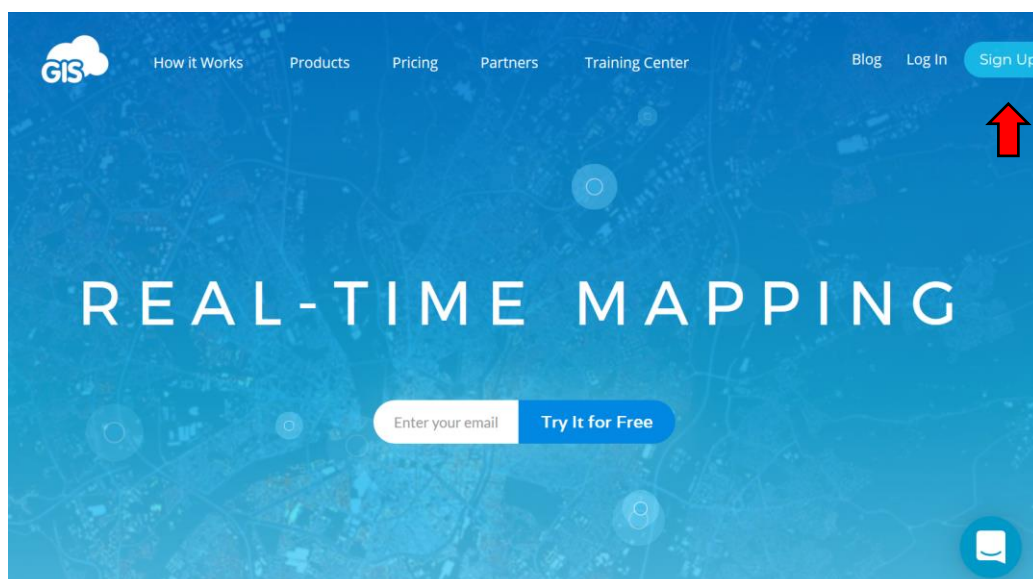 GIS
How it Works Products Pricing Partners Training Center Blog Log In Sign Up
REAL-TIME MAPPING
Enter your email Try It for Free